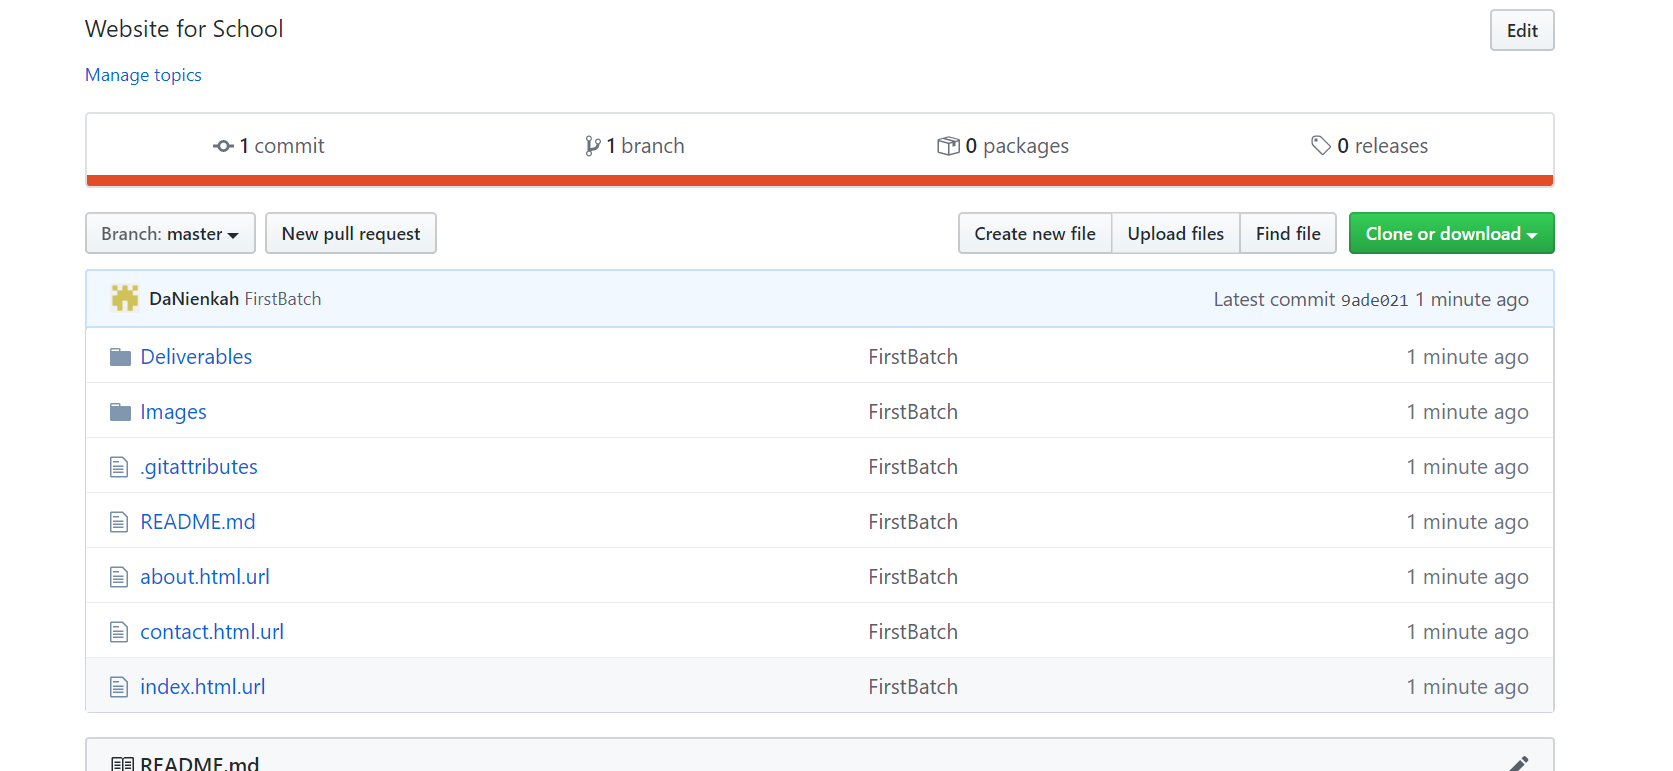 Website for School
Edit
Manage topics
1 commit
1 branch
0 packages
0 releases
Branch: master
New pull request
Create new file
Upload files
Find file
Clone or download
DaNienkah FirstBatch
Latest commit 9ade021 1 minute ago
Deliverables FirstBatch 1 minute ago
Images FirstBatch 1 minute ago
.gitattributes FirstBatch 1 minute ago
README.md FirstBatch 1 minute ago
about.html.url FirstBatch 1 minute ago
contact.html.url FirstBatch 1 minute ago
index.html.url FirstBatch 1 minute ago
README.md